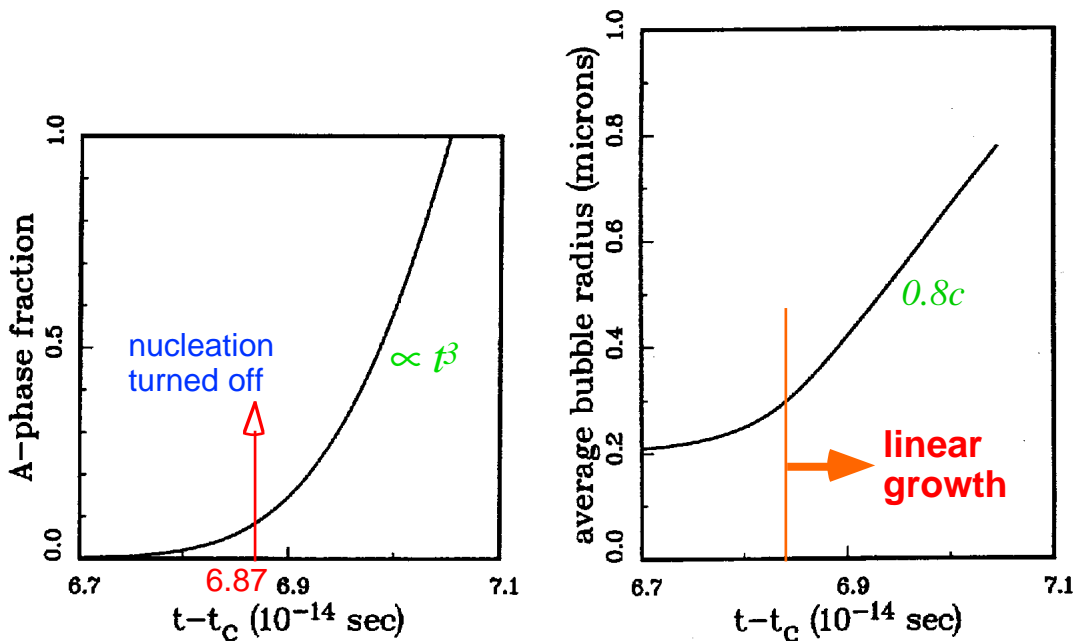 A-phase fraction
1.0
0.5
0.0
nucleation
turned off
∝ t³
6.7
6.87
6.9
7.1
t-t_c (10⁻¹⁴ sec)
average bubble radius (microns)
1.0
0.8
0.6
0.4
0.2
0.0
0.8c
linear
growth
6.7
6.9
7.1
t-t_c (10⁻¹⁴ sec)